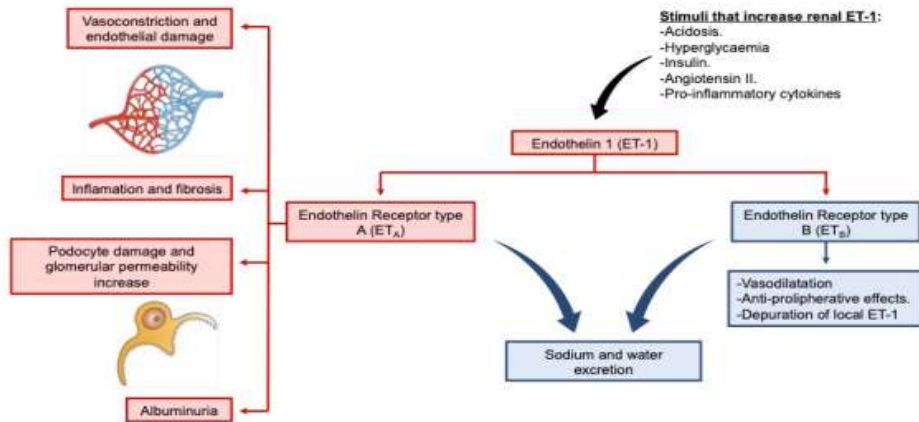 Vasoconstriction and
endothelial damage
Stimuli that increase renal ET-1:
-Acidosis.
-Hyperglycaemia
-Insulin.
-Angiotensin II.
-Pro-inflammatory cytokines
Endothelin 1 (ET-1)
Inflamation and fibrosis
Endothelin Receptor type
A (ETA)
Endothelin Receptor type
B (ETB)
Podocyte damage and
glomerular permeability
increase
-Vasodilatation
-Anti-prolipherative effects.
-Depuration of local ET-1
Sodium and water
excretion
Albuminuria